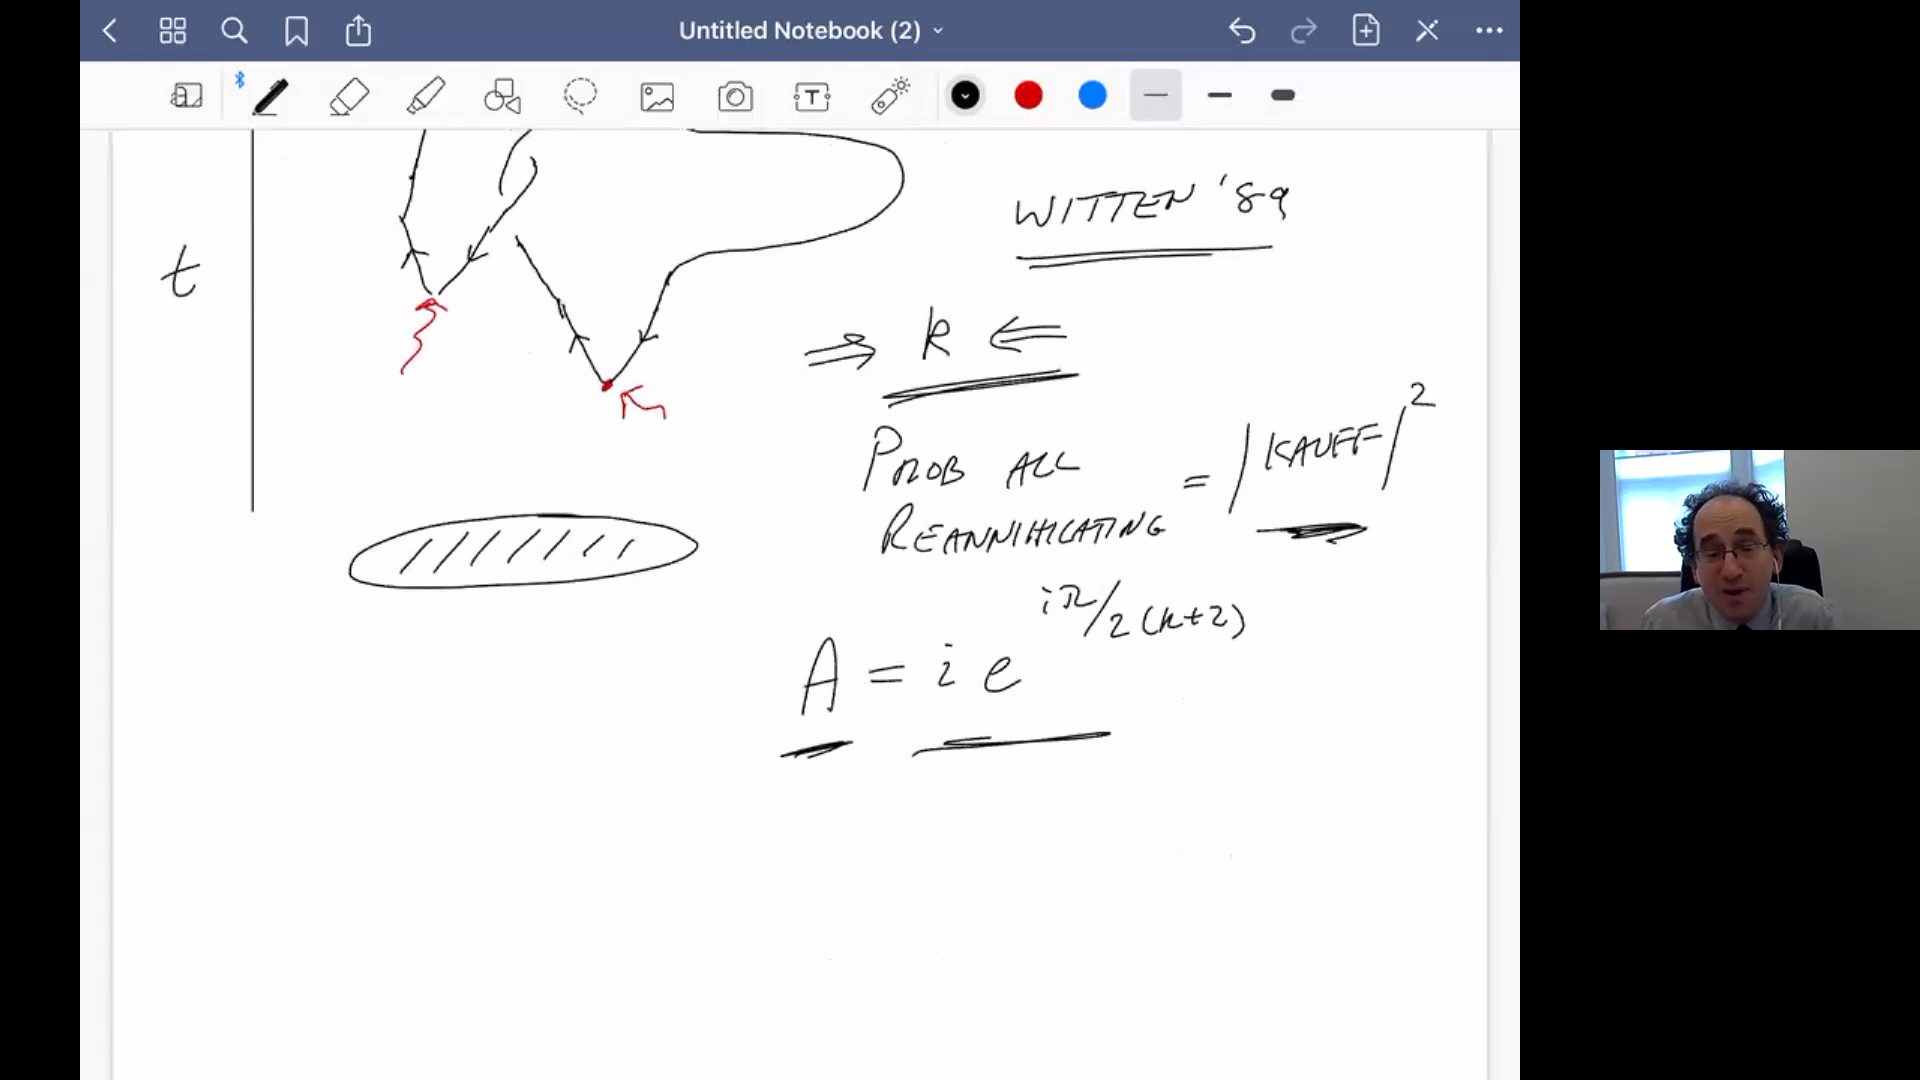 Untitled Notebook (2)
T
t
WITTEN '89
⇒ k ⇐
PROB ALL
REANNIHILATING = |KAUFF|²
A = i e^{iπ/2(k+2)}